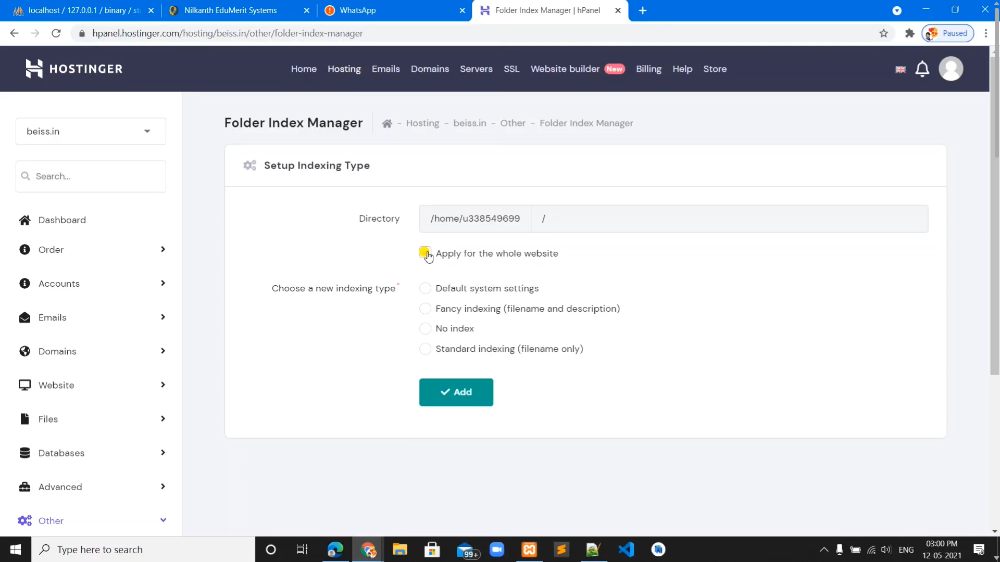 localhost / 127.0.0.1 / binary / st
Nilkanth EduMerit Systems
WhatsApp
Folder Index Manager | hPanel
hpanel.hostinger.com/hosting/beiss.in/other/folder-index-manager
Paused
HOSTINGER
Home
Hosting
Emails
Domains
Servers
SSL
Website builder
New
Billing
Help
Store
beiss.in
Search...
Dashboard
Order
Accounts
Emails
Domains
Website
Files
Databases
Advanced
Other
Folder Index Manager
- Hosting - beiss.in - Other - Folder Index Manager
Setup Indexing Type
Directory
/home/u338549699
/
Apply for the whole website
Choose a new indexing type*
Default system settings
Fancy indexing (filename and description)
No index
Standard indexing (filename only)
Add
Type here to search
99+
ENG
03:00 PM
12-05-2021